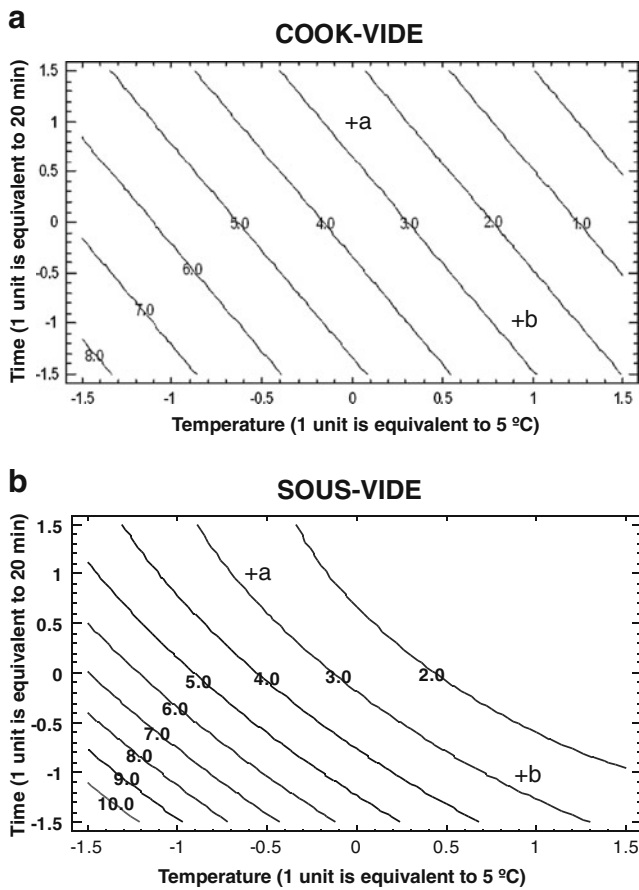 a
COOK-VIDE
Time (1 unit is equivalent to 20 min)
1.5
1
0.5
0
-0.5
-1
-1.5
+a
5.0 4.0 3.0 2.0 1.0
6.0
7.0
+b
8.0
-1.5 -1 -0.5 0 0.5 1 1.5
Temperature (1 unit is equivalent to 5 ºC)
b
SOUS-VIDE
Time (1 unit is equivalent to 20 min)
1.5
1
0.5
0
-0.5
-1
-1.5
+a
5.0 4.0 3.0 2.0
6.0
7.0
8.0
+b
9.0
10.0
-1.5 -1 -0.5 0 0.5 1 1.5
Temperature (1 unit is equivalent to 5 ºC)